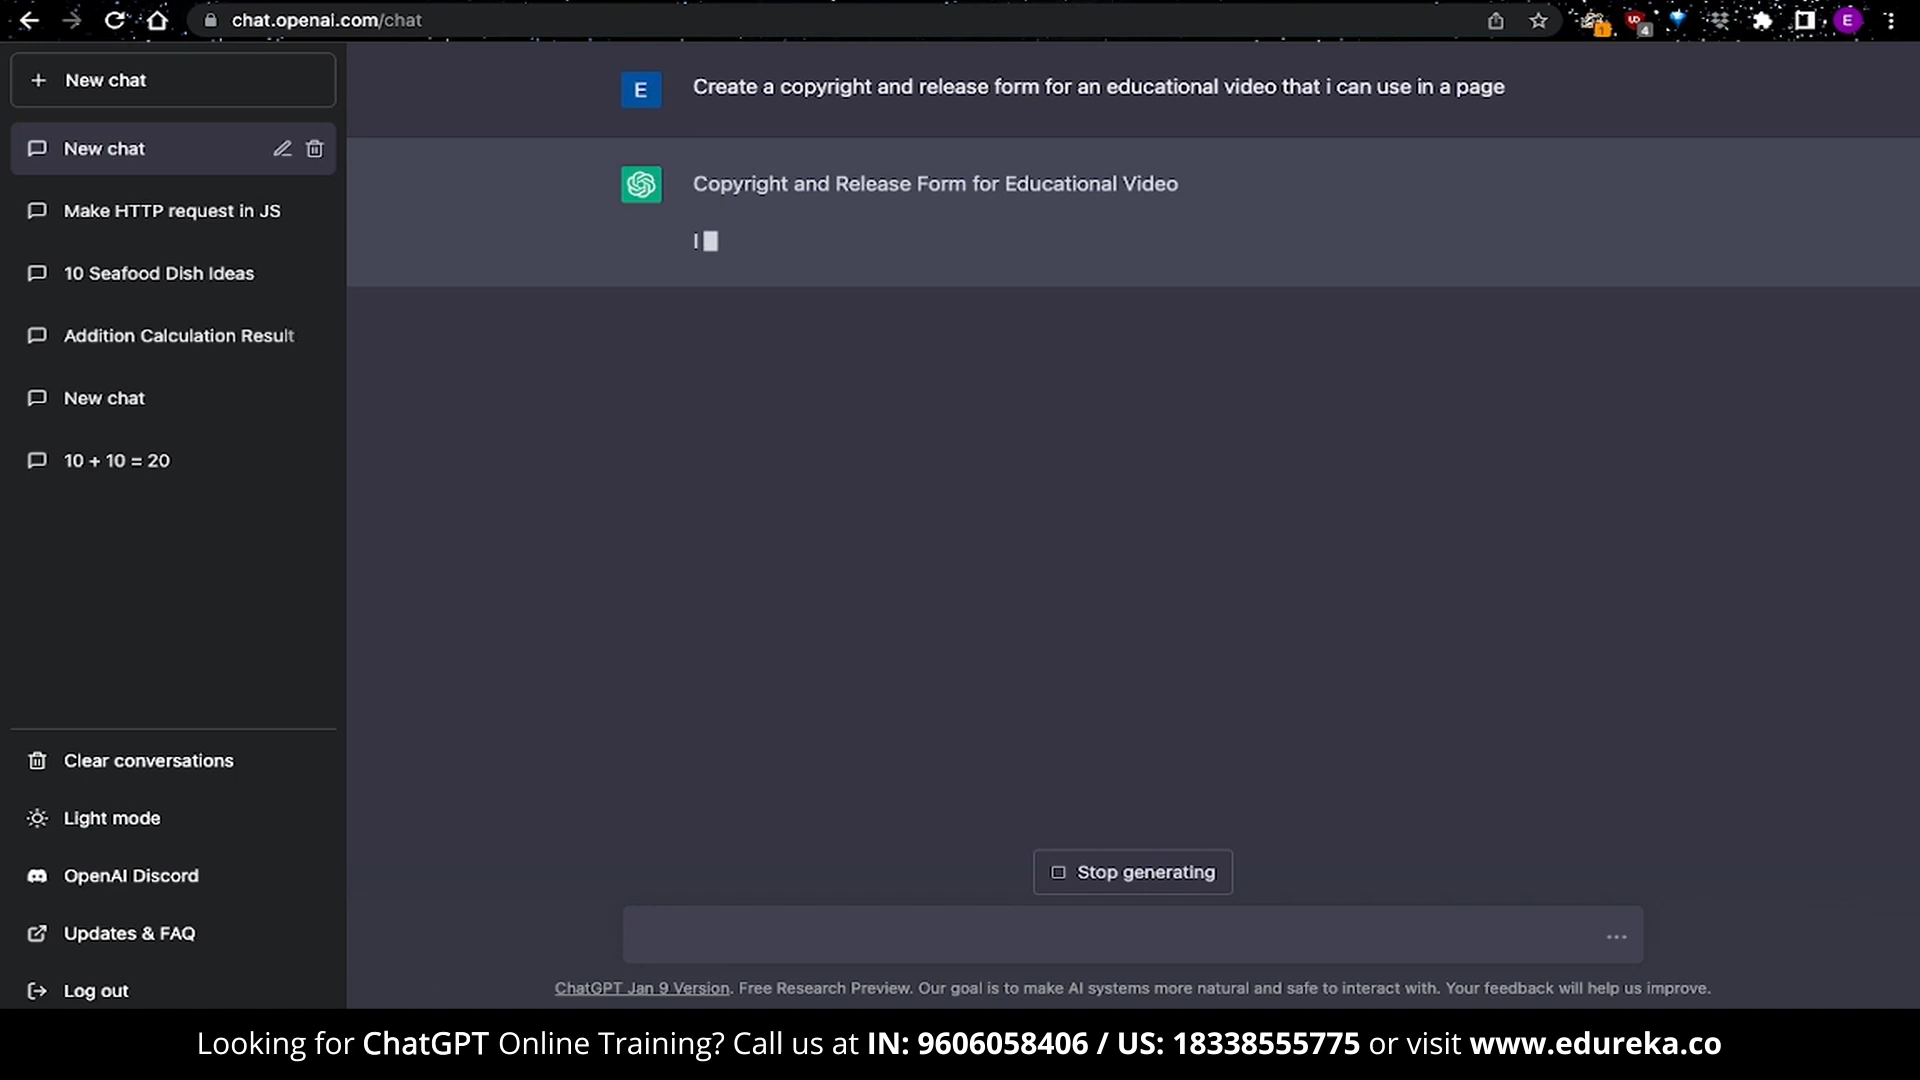 chat.openai.com/chat
1
UD
4
E
New chat
New chat
Make HTTP request in JS
10 Seafood Dish Ideas
Addition Calculation Result
New chat
10 + 10 = 20
Clear conversations
Light mode
OpenAI Discord
Updates & FAQ
Log out
E
Create a copyright and release form for an educational video that i can use in a page
Copyright and Release Form for Educational Video
I
Stop generating
ChatGPT Jan 9 Version. Free Research Preview. Our goal is to make AI systems more natural and safe to interact with. Your feedback will help us improve.
Looking for ChatGPT Online Training? Call us at IN: 9606058406 / US: 18338555775 or visit www.edureka.co